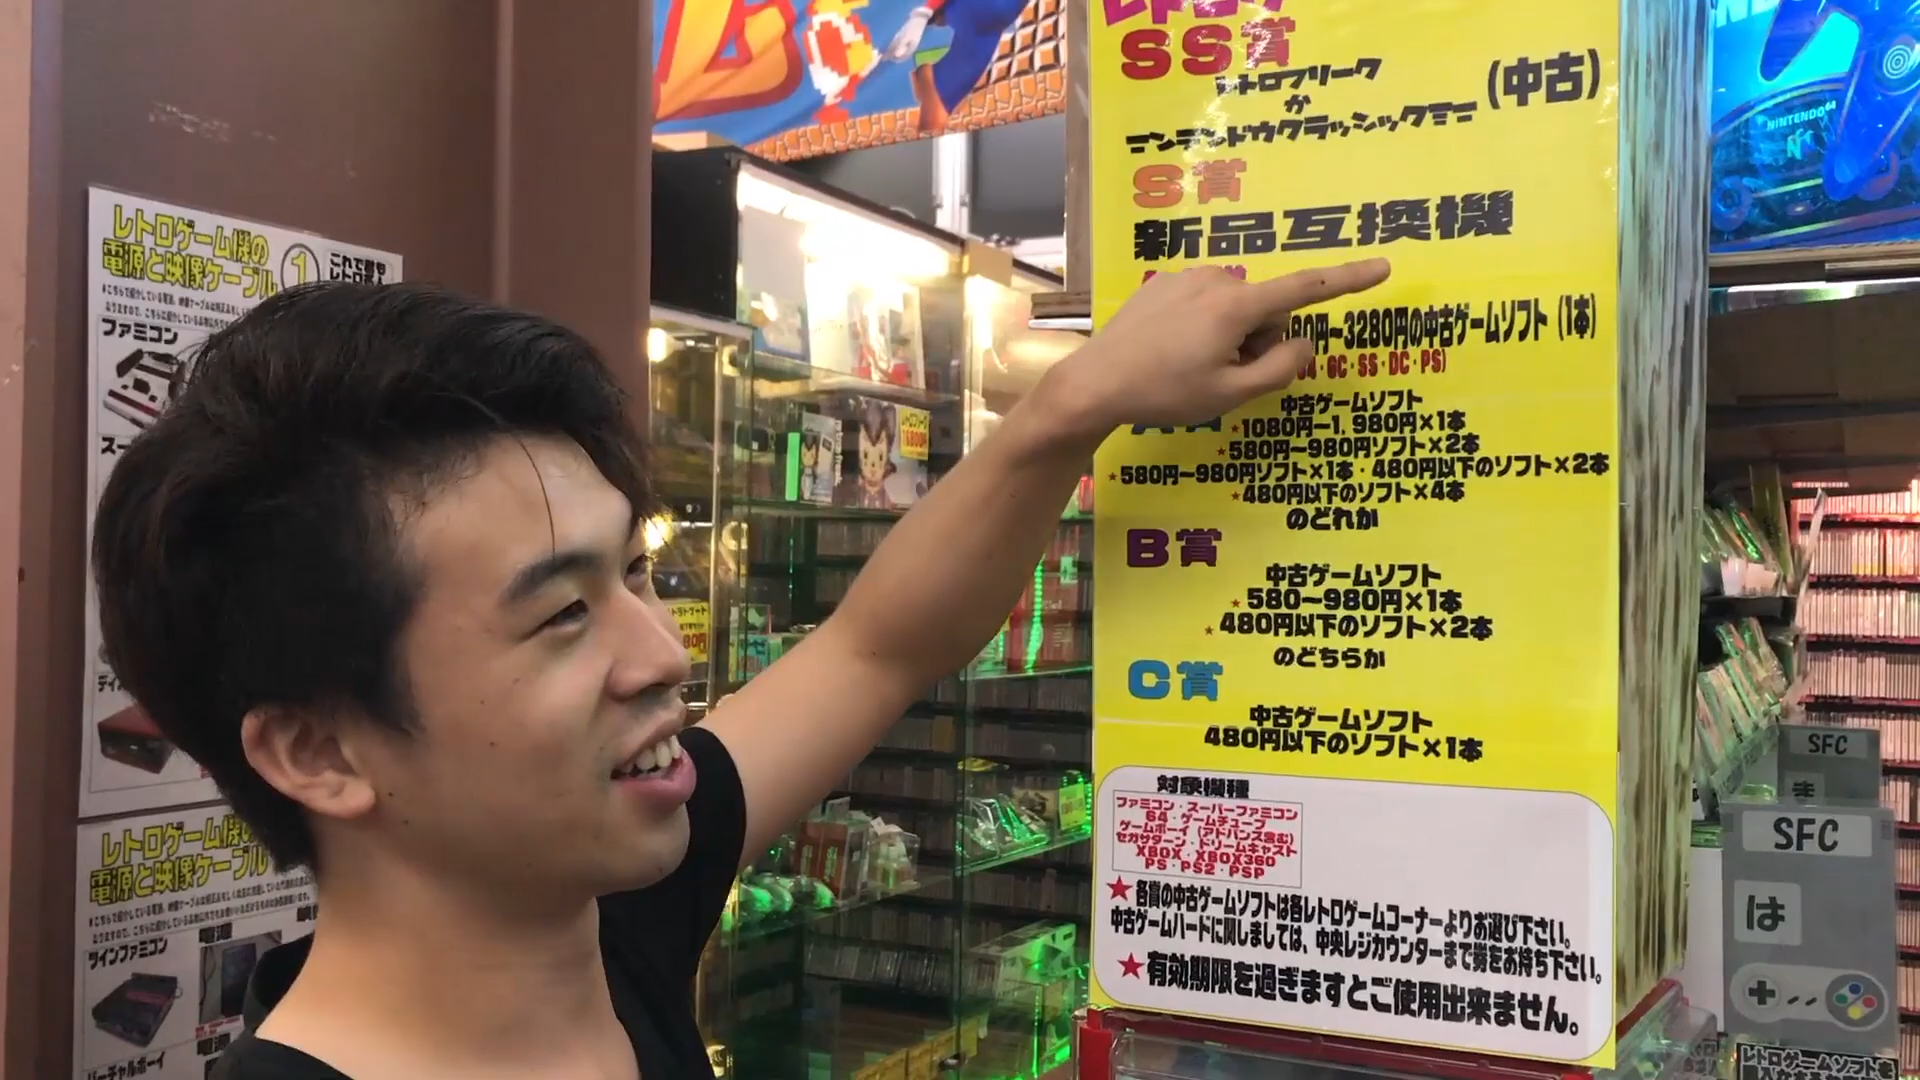 レトロゲーム機の
電源と映像ケーブル
1
ファミコン
レトロゲーム機の
電源と映像ケーブル
ツインファミコン
電源
バーチャルボーイ
SS賞
レトロフリーク
か
ニンテンドウクラッシックミニ
(中古)
S賞
新品互換機
80円〜3280円の中古ゲームソフト(1本)
GC・SS・DC・PS)
中古ゲームソフト
★1080円〜1,980円×1本
★580円〜980円ソフト×2本
★580円〜980円ソフト×1本・480円以下のソフト×2本
★480円以下のソフト×4本
のどれか
B賞
中古ゲームソフト
★580〜980円×1本
★480円以下のソフト×2本
のどちらか
C賞
中古ゲームソフト
480円以下のソフト×1本
対象機種
ファミコン・スーパーファミコン
64・ゲームチューブ
ゲームボーイ(アドバンス含む)
セガサターン・ドリームキャスト
XBOX・XBOX360
PS・PS2・PSP
★各賞の中古ゲームソフトは各レトロゲームコーナーよりお選び下さい。
中古ゲームハードに関しましては、中央レジカウンターまで券をお持ち下さい。
★有効期限を過ぎますとご使用出来ません。
NINTENDO64
SFC
ま
SFC
は
レトロゲームソフトを